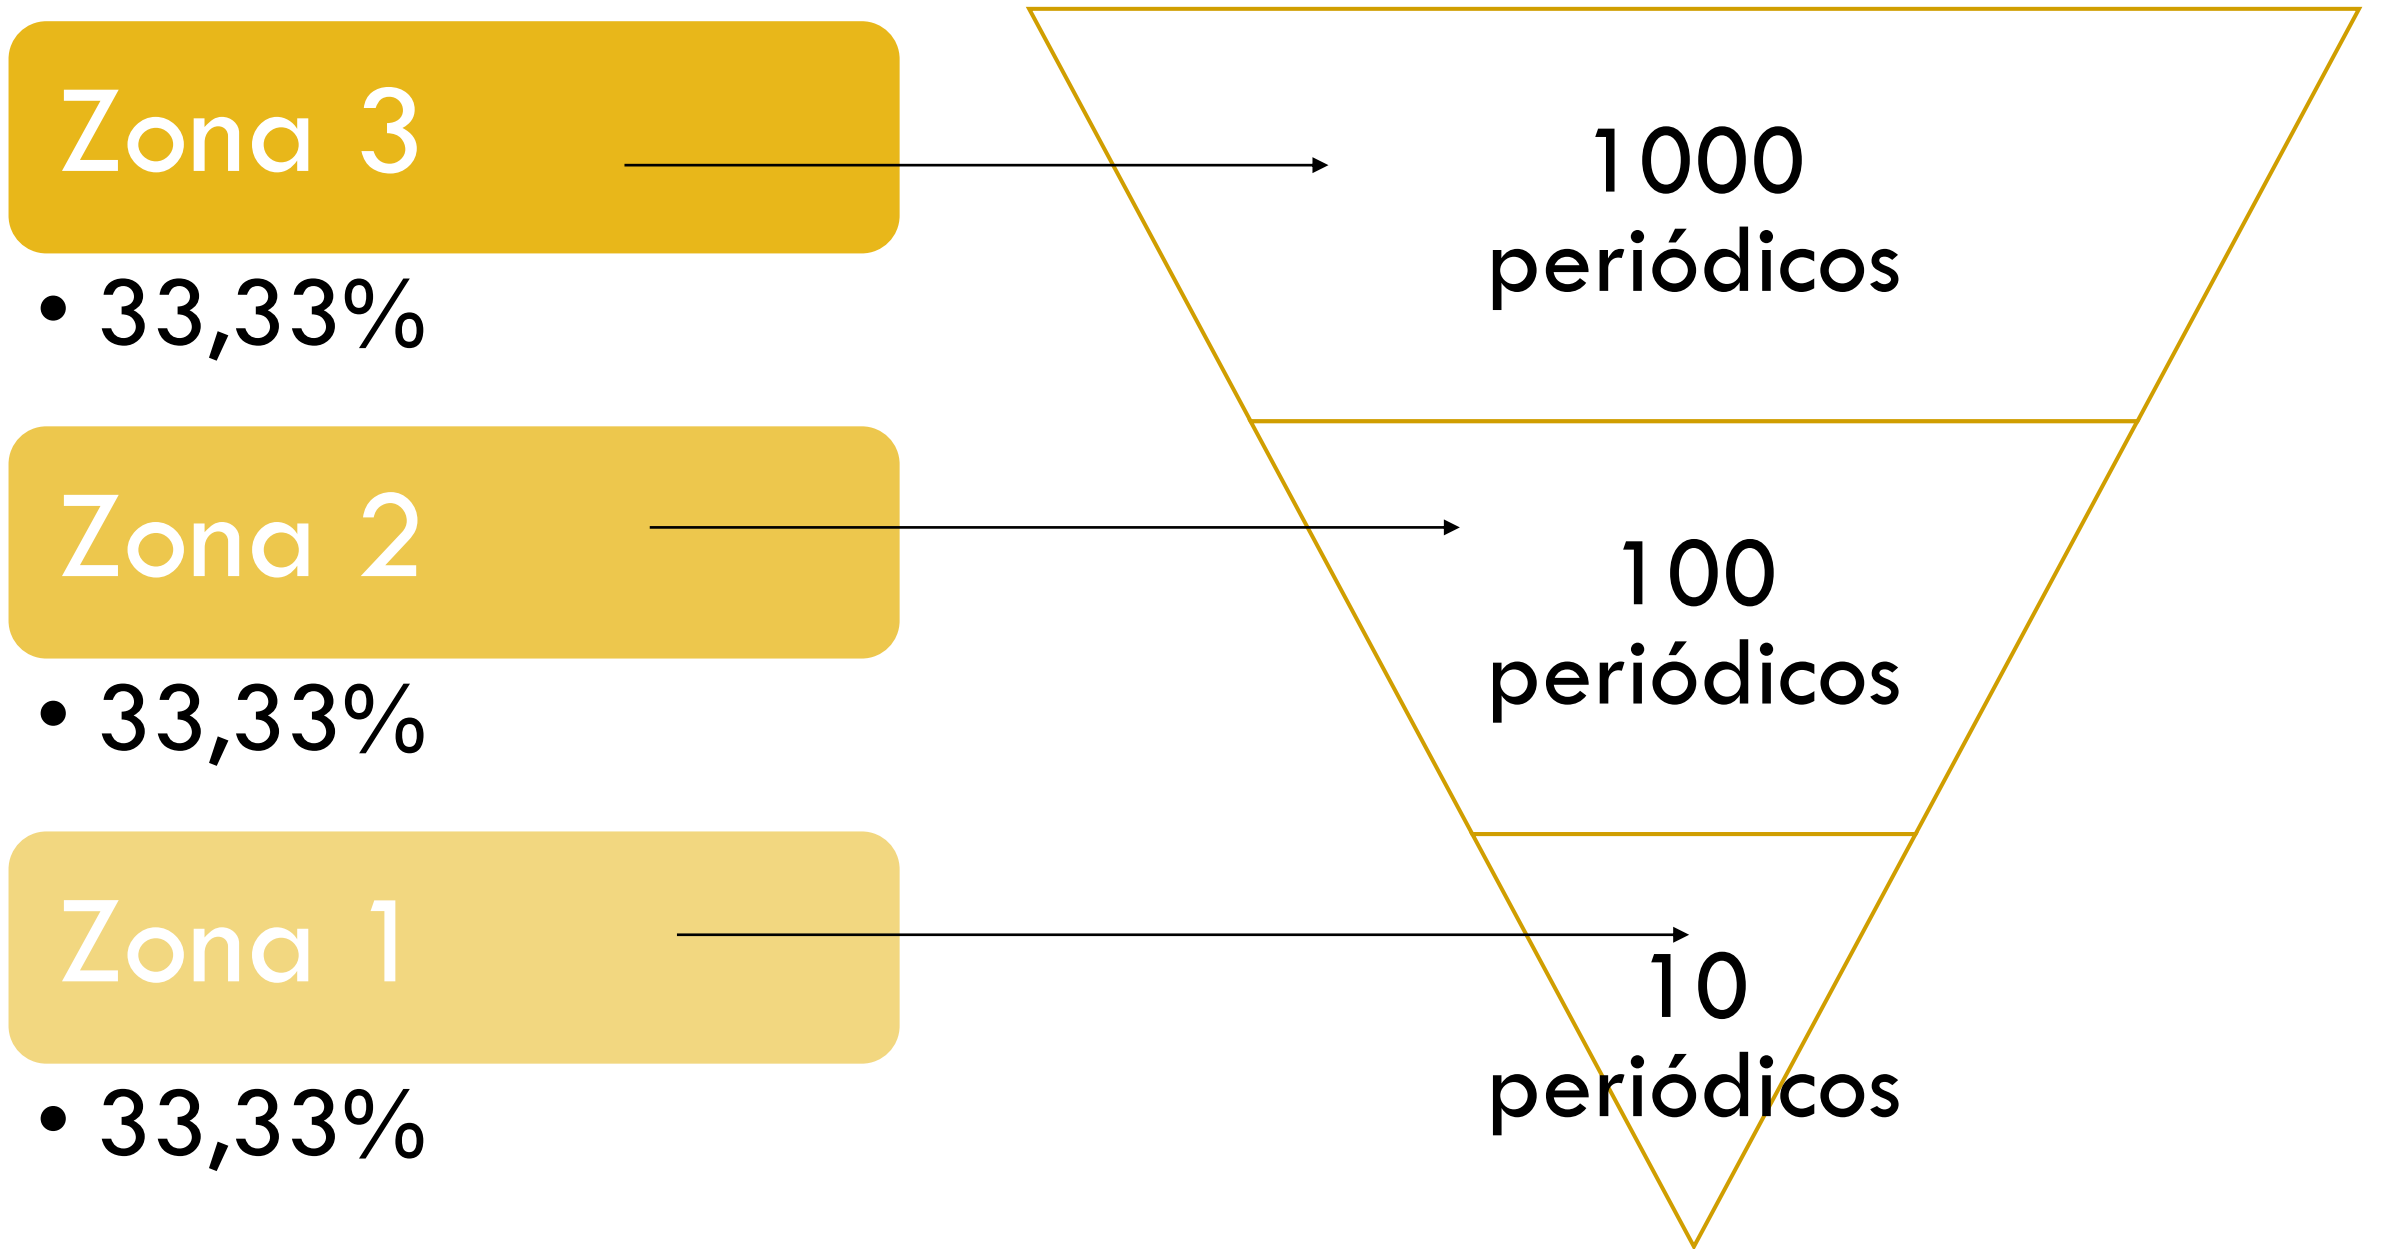 Zona 3
• 33,33%
Zona 2
• 33,33%
Zona 1
• 33,33%
1000
periódicos
100
periódicos
10
periódicos